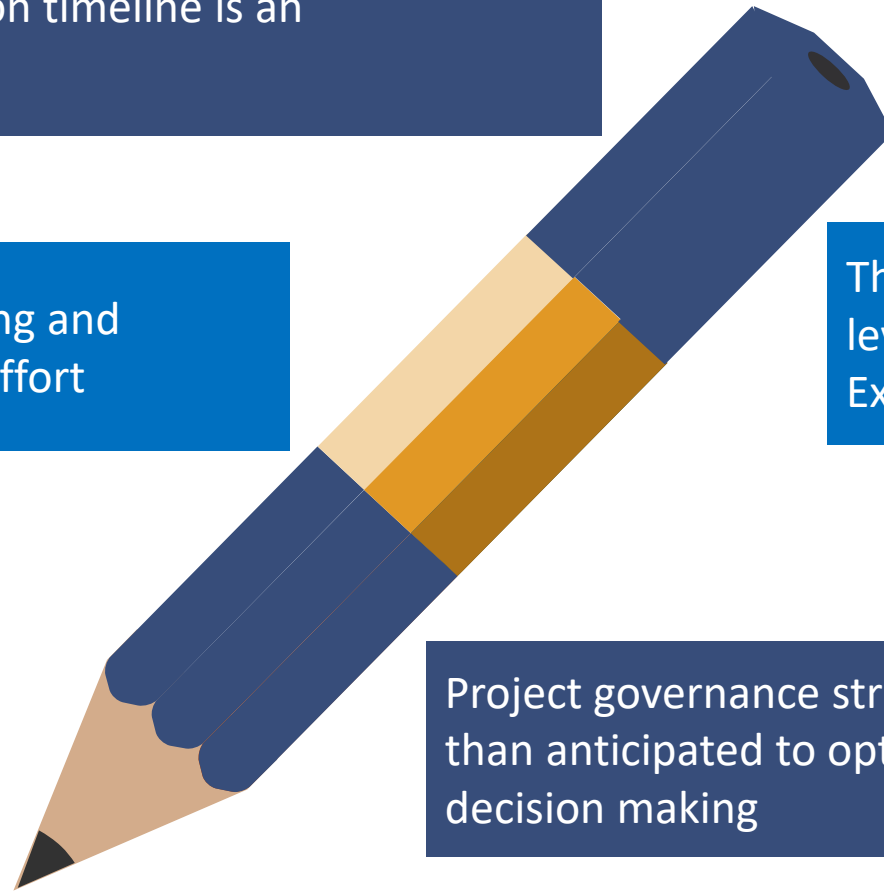 on timeline is an
ng and
ffort
Th
lev
Ex
Project governance str
than anticipated to opt
decision making